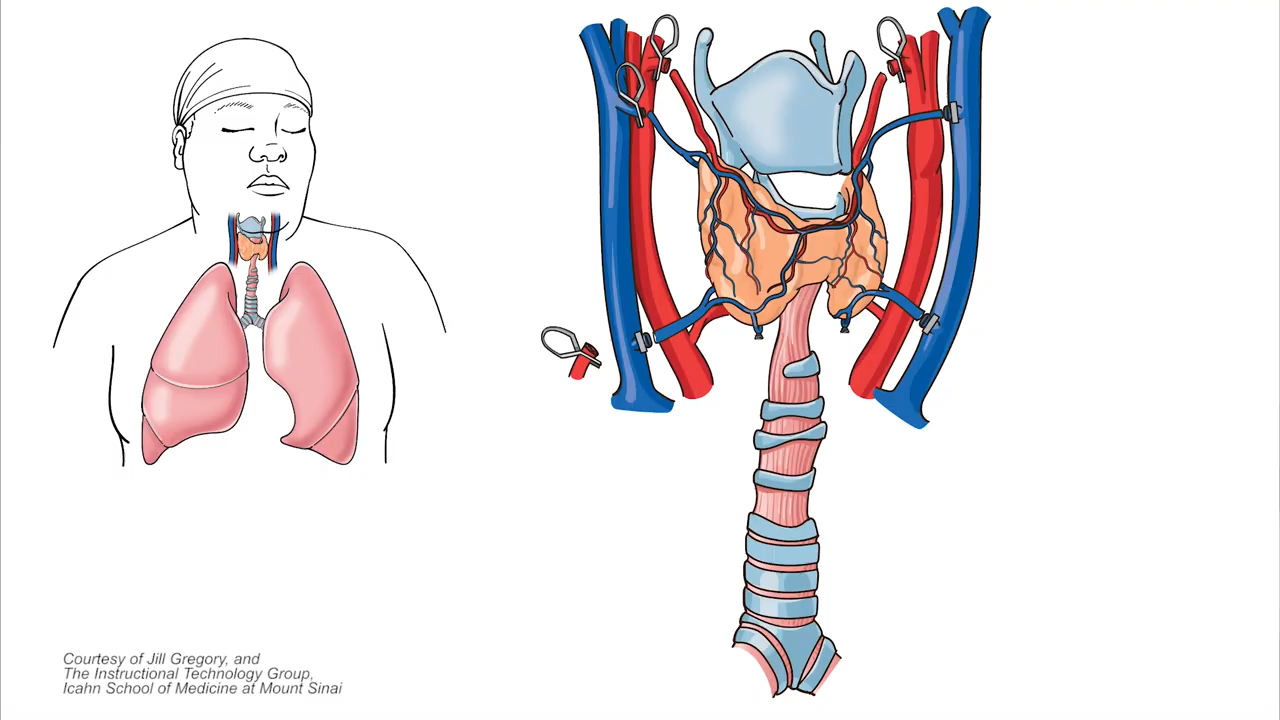 Courtesy of Jill Gregory, and
The Instructional Technology Group,
Icahn School of Medicine at Mount Sinai